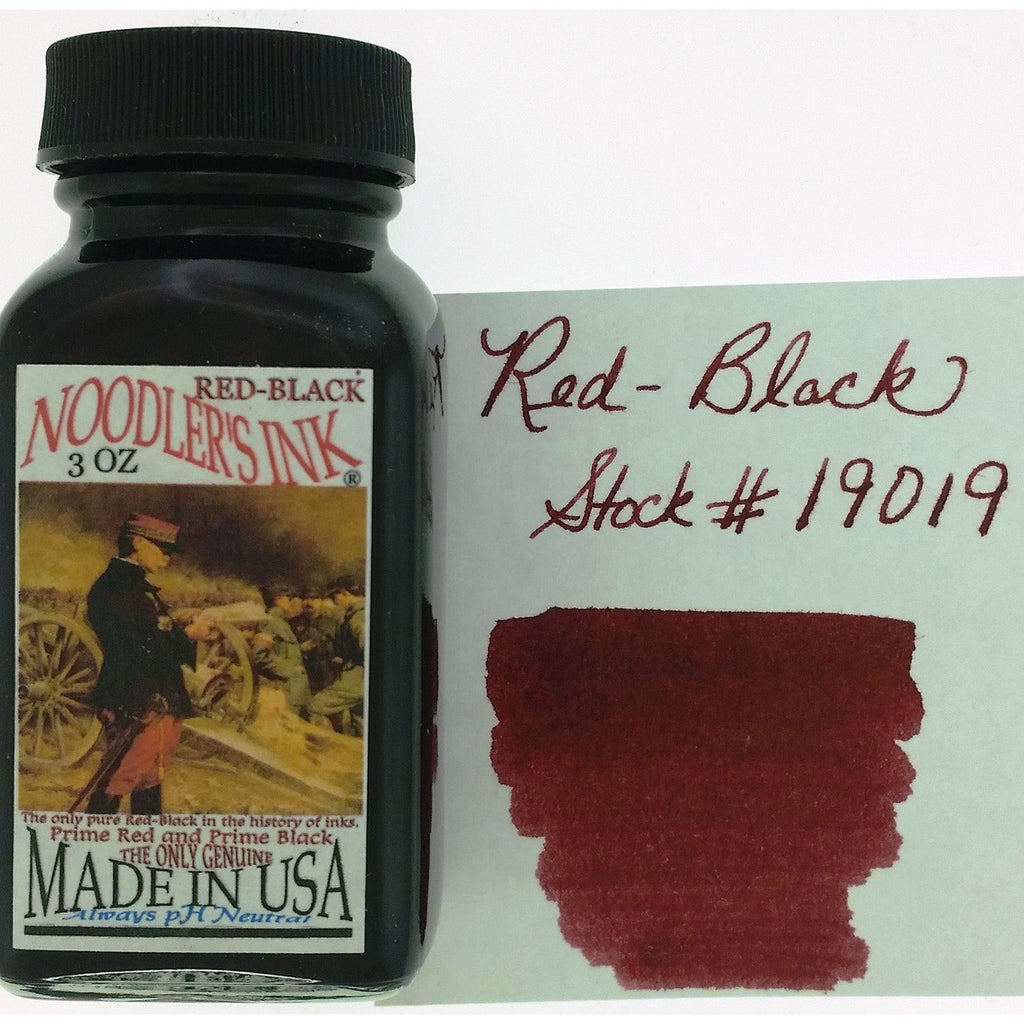 RED-BLACK
NOODLER'S INK ®
3 OZ
The only pure Red-Black in the history of inks.
Prime Red and Prime Black
THE ONLY GENUINE
MADE IN USA
Always pH Neutral
Red-Black
Stock # 19019